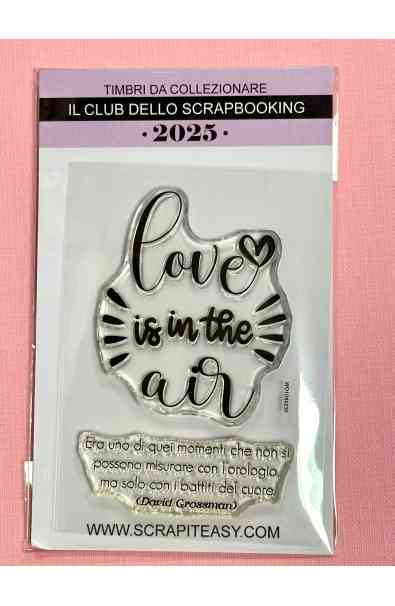 TIMBRI DA COLLEZIONARE
IL CLUB DELLO SCRAPBOOKING
· 2025 ·
love
is in the
air
Era uno di quei momenti che non si
possono misurare con l'orologio
ma solo con i battiti del cuore.
(David Grossman)
WWW.SCRAPITEASY.COM